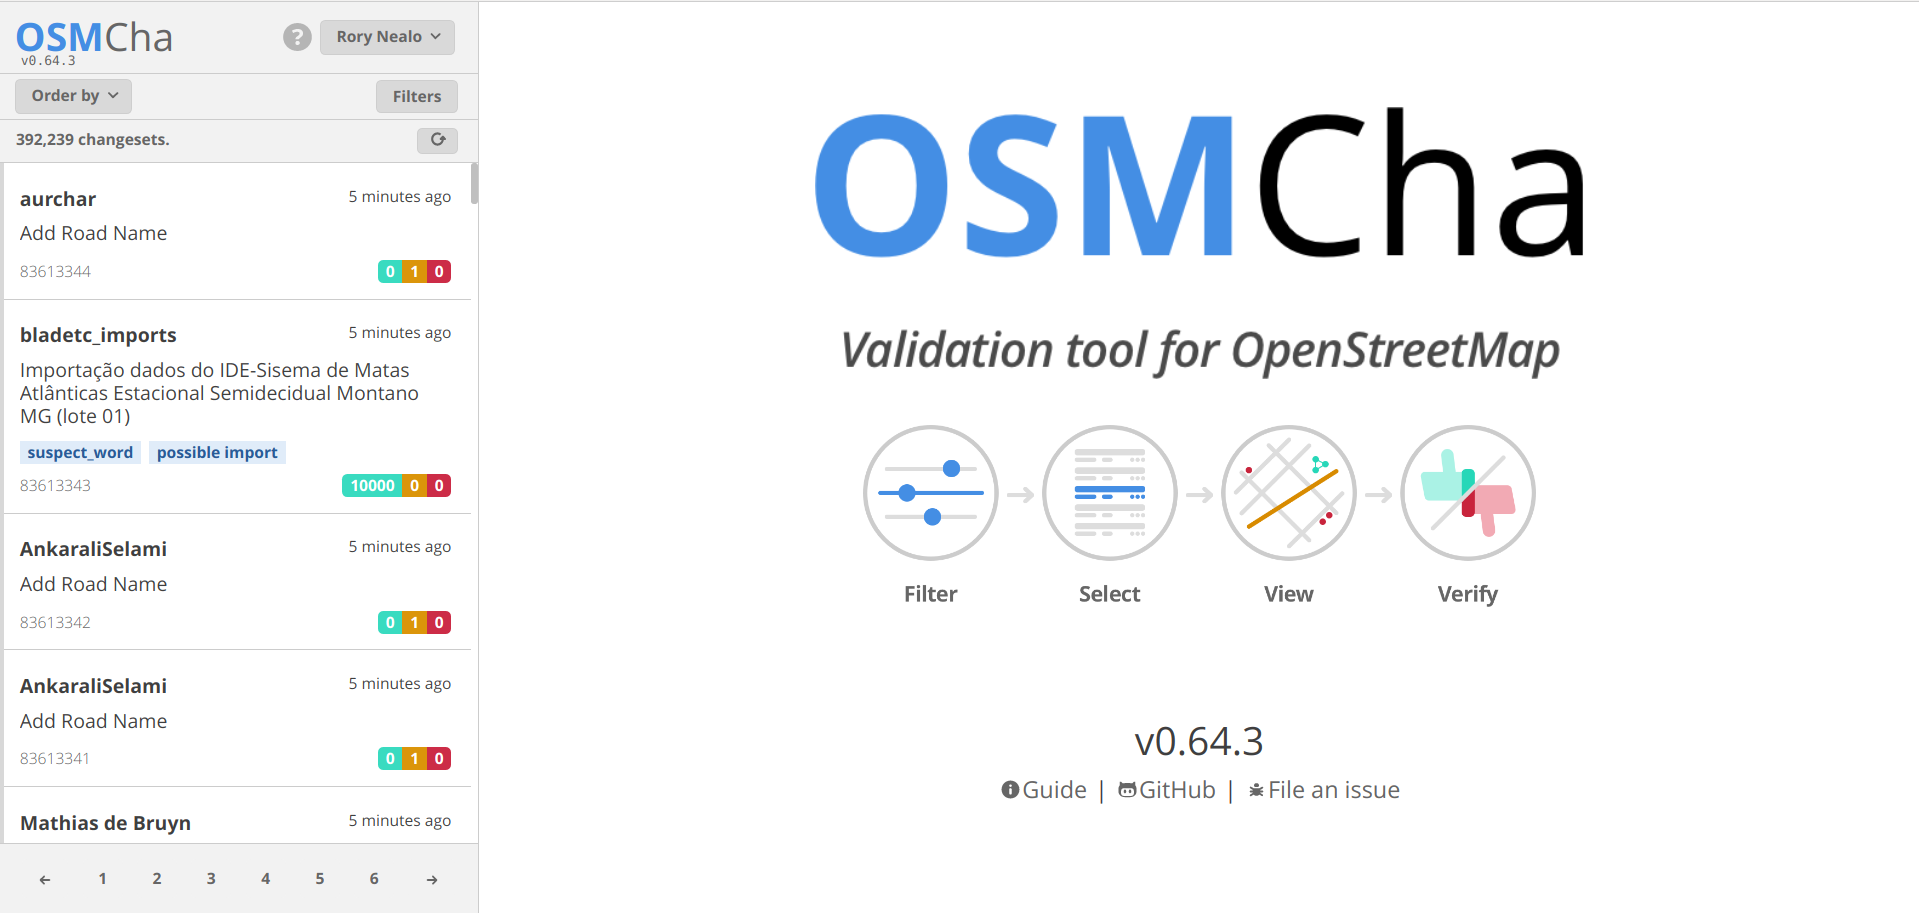 OSMCha
v0.64.3
?
Rory Nealo
Order by
Filters
392,239 changesets.
aurchar
5 minutes ago
Add Road Name
83613344
0 1 0
bladetc_imports
5 minutes ago
Importação dados do IDE-Sisema de Matas
Atlânticas Estacional Semidecidual Montano
MG (lote 01)
suspect_word
possible import
83613343
10000 0 0
AnkaraliSelami
5 minutes ago
Add Road Name
83613342
0 1 0
AnkaraliSelami
5 minutes ago
Add Road Name
83613341
0 1 0
Mathias de Bruyn
5 minutes ago
← 1 2 3 4 5 6 →
OSMCha
Validation tool for OpenStreetMap
Filter
Select
View
Verify
v0.64.3
Guide | GitHub | File an issue